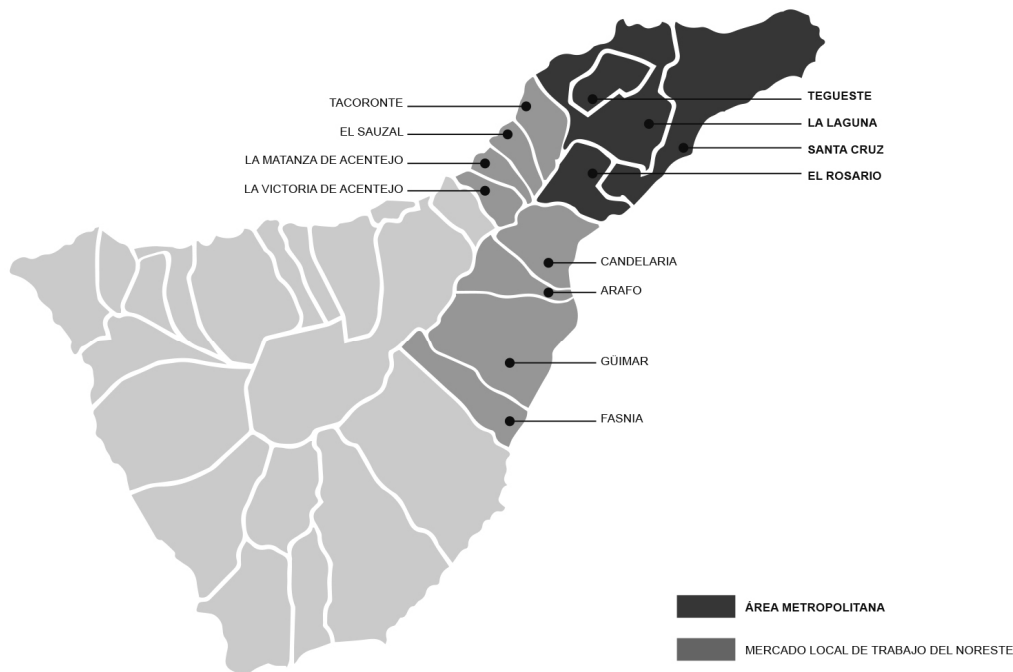 TACORONTE
EL SAUZAL
LA MATANZA DE ACENTEJO
LA VICTORIA DE ACENTEJO
TEGUESTE
LA LAGUNA
SANTA CRUZ
EL ROSARIO
CANDELARIA
ARAFO
GÜIMAR
FASNIA
ÁREA METROPOLITANA
MERCADO LOCAL DE TRABAJO DEL NORESTE